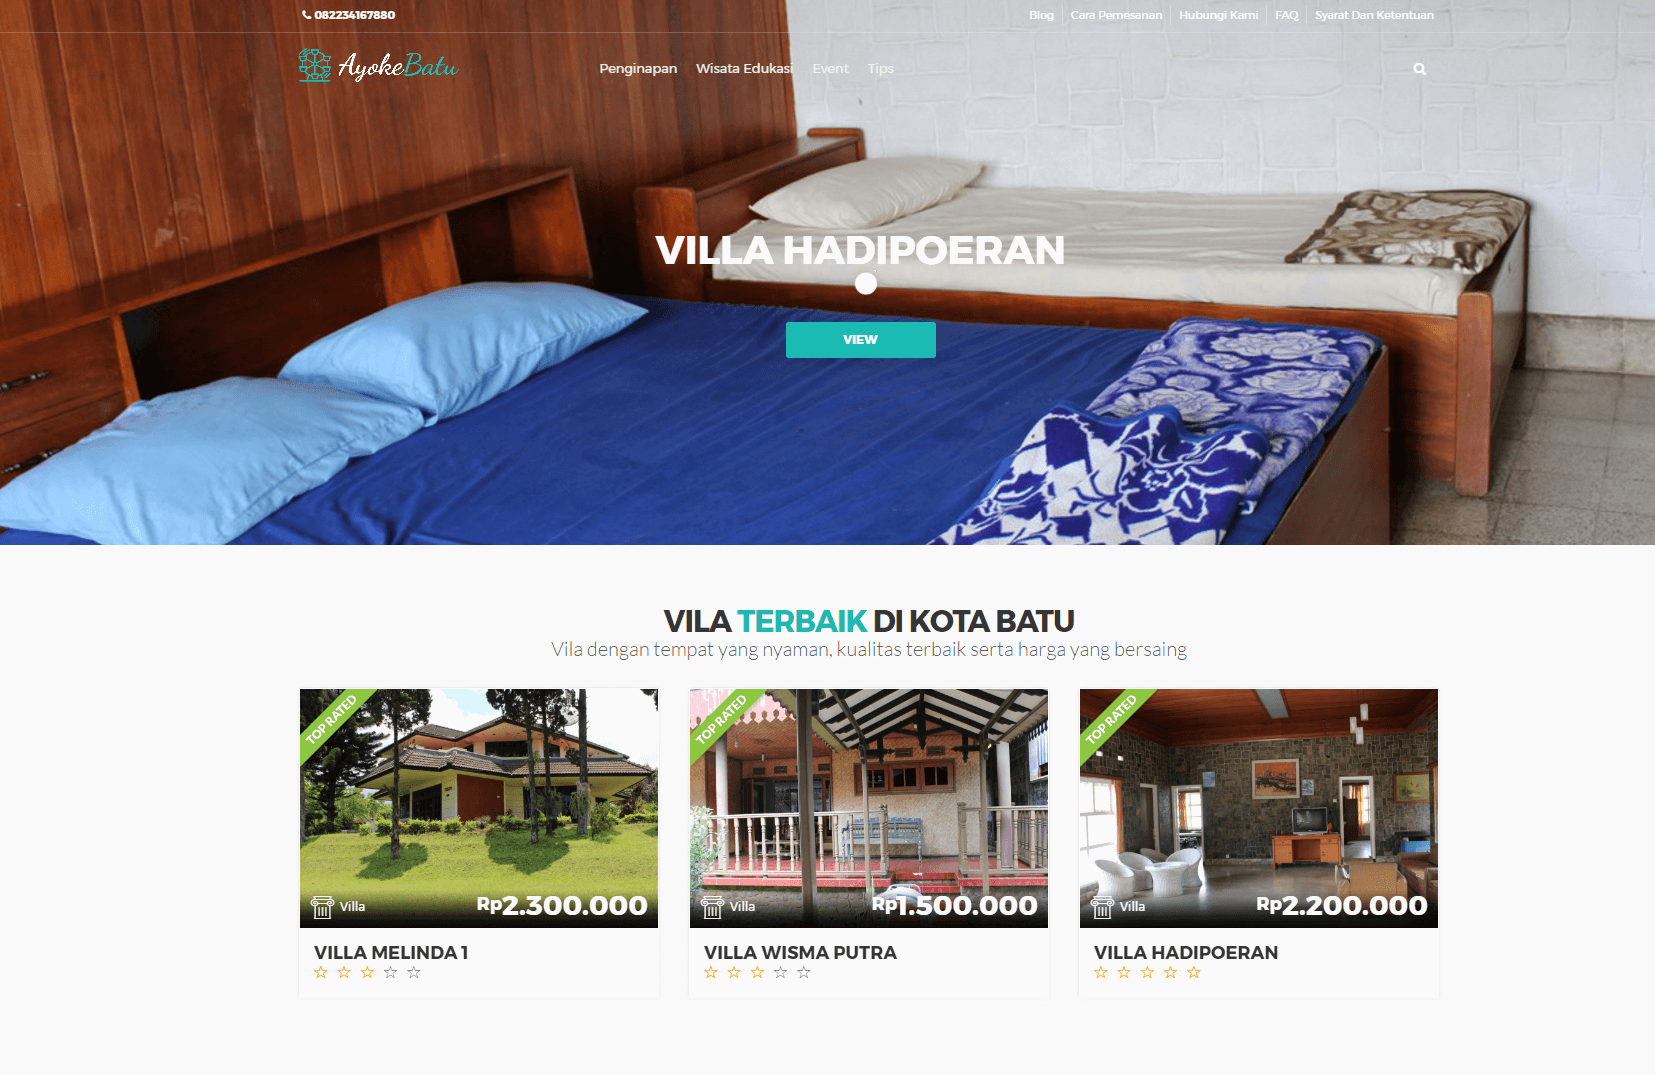 082234167880
Blog
Cara Pemesanan
Hubungi Kami
FAQ
Syarat Dan Ketentuan
AyokeBatu
Penginapan
Wisata Edukasi
Event
Tips
VILLA HADIPOERAN
VIEW
VILA TERBAIK DI KOTA BATU
Vila dengan tempat yang nyaman, kualitas terbaik serta harga yang bersaing
TOP RATED
Villa
Rp2.300.000
VILLA MELINDA 1
TOP RATED
Villa
Rp1.500.000
VILLA WISMA PUTRA
TOP RATED
Villa
Rp2.200.000
VILLA HADIPOERAN